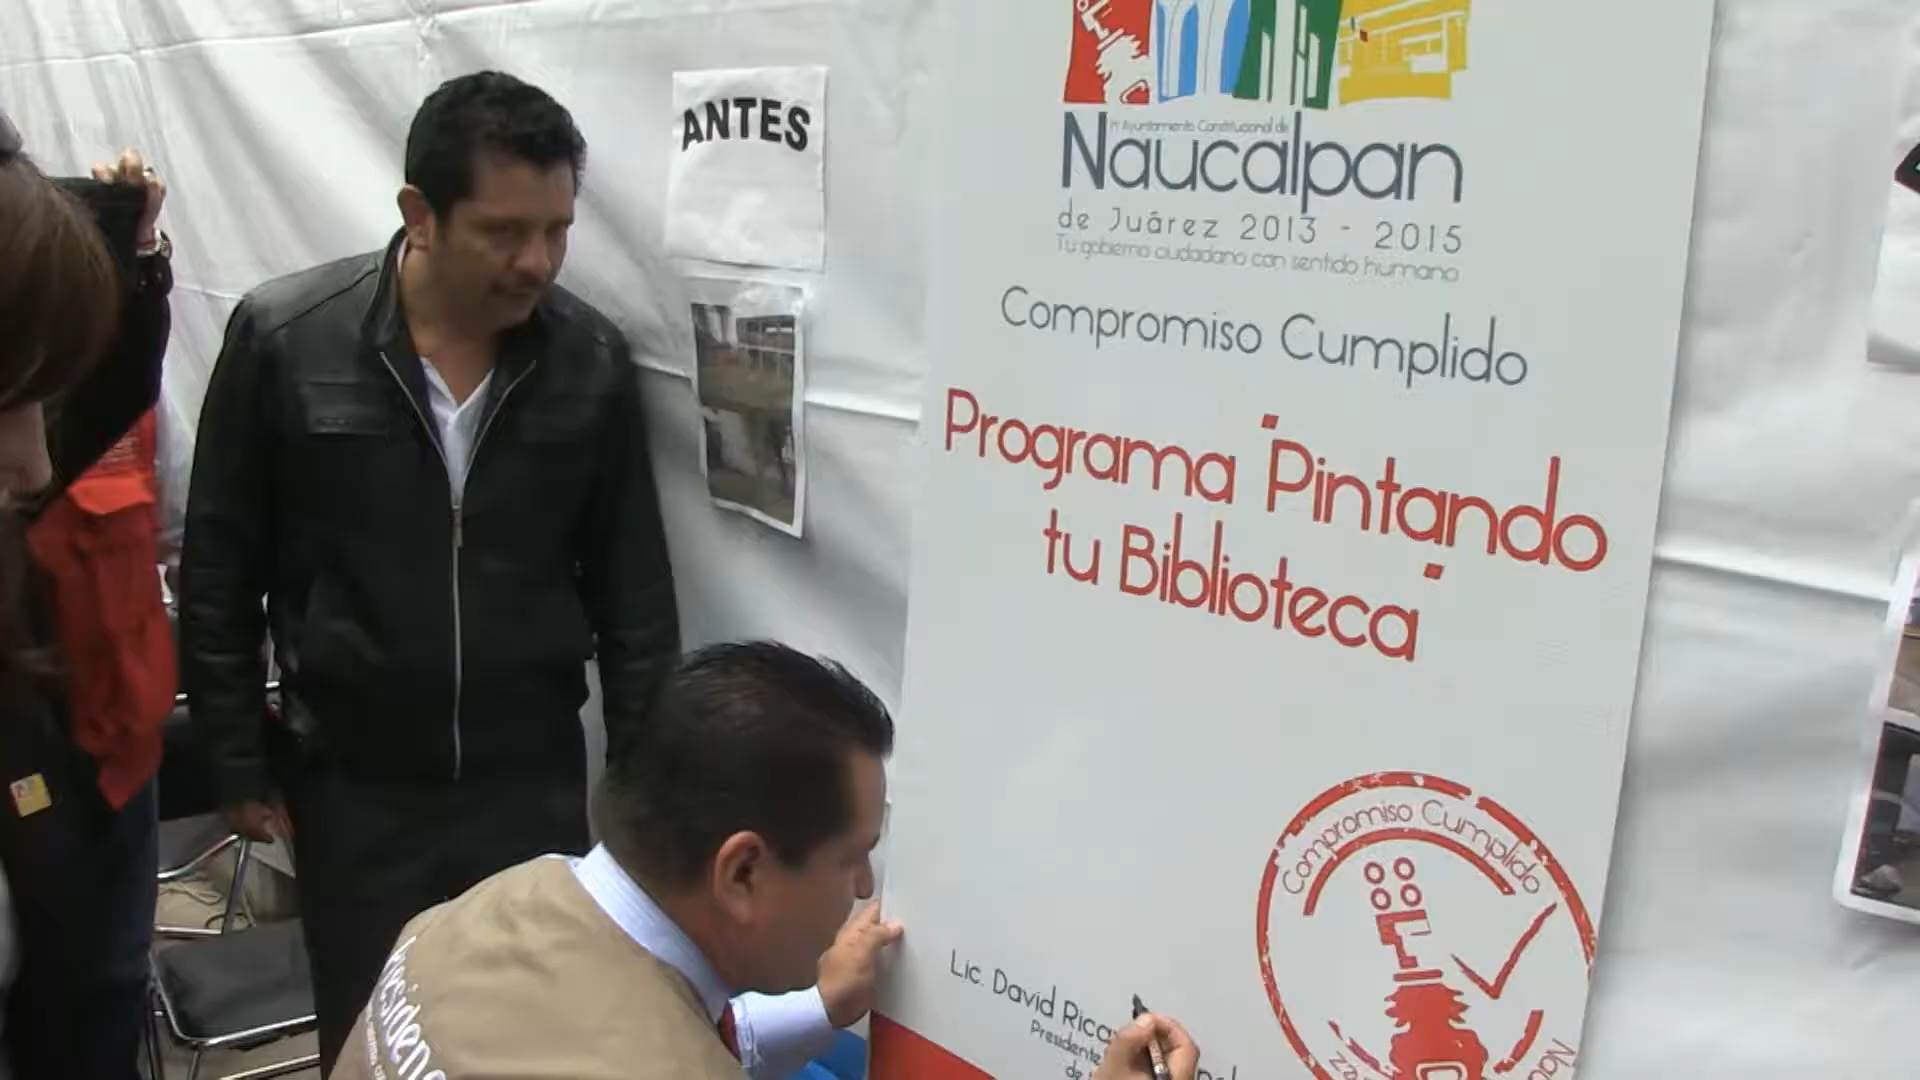 ANTES
H Ayuntamiento Constitucional de
Naucalpan
de Juárez 2013 - 2015
Tu gobierno ciudadano con sentido humano
Compromiso Cumplido
Programa Pintando
tu Biblioteca
Compromiso Cumplido
Lic. David Rica
Presidente
de